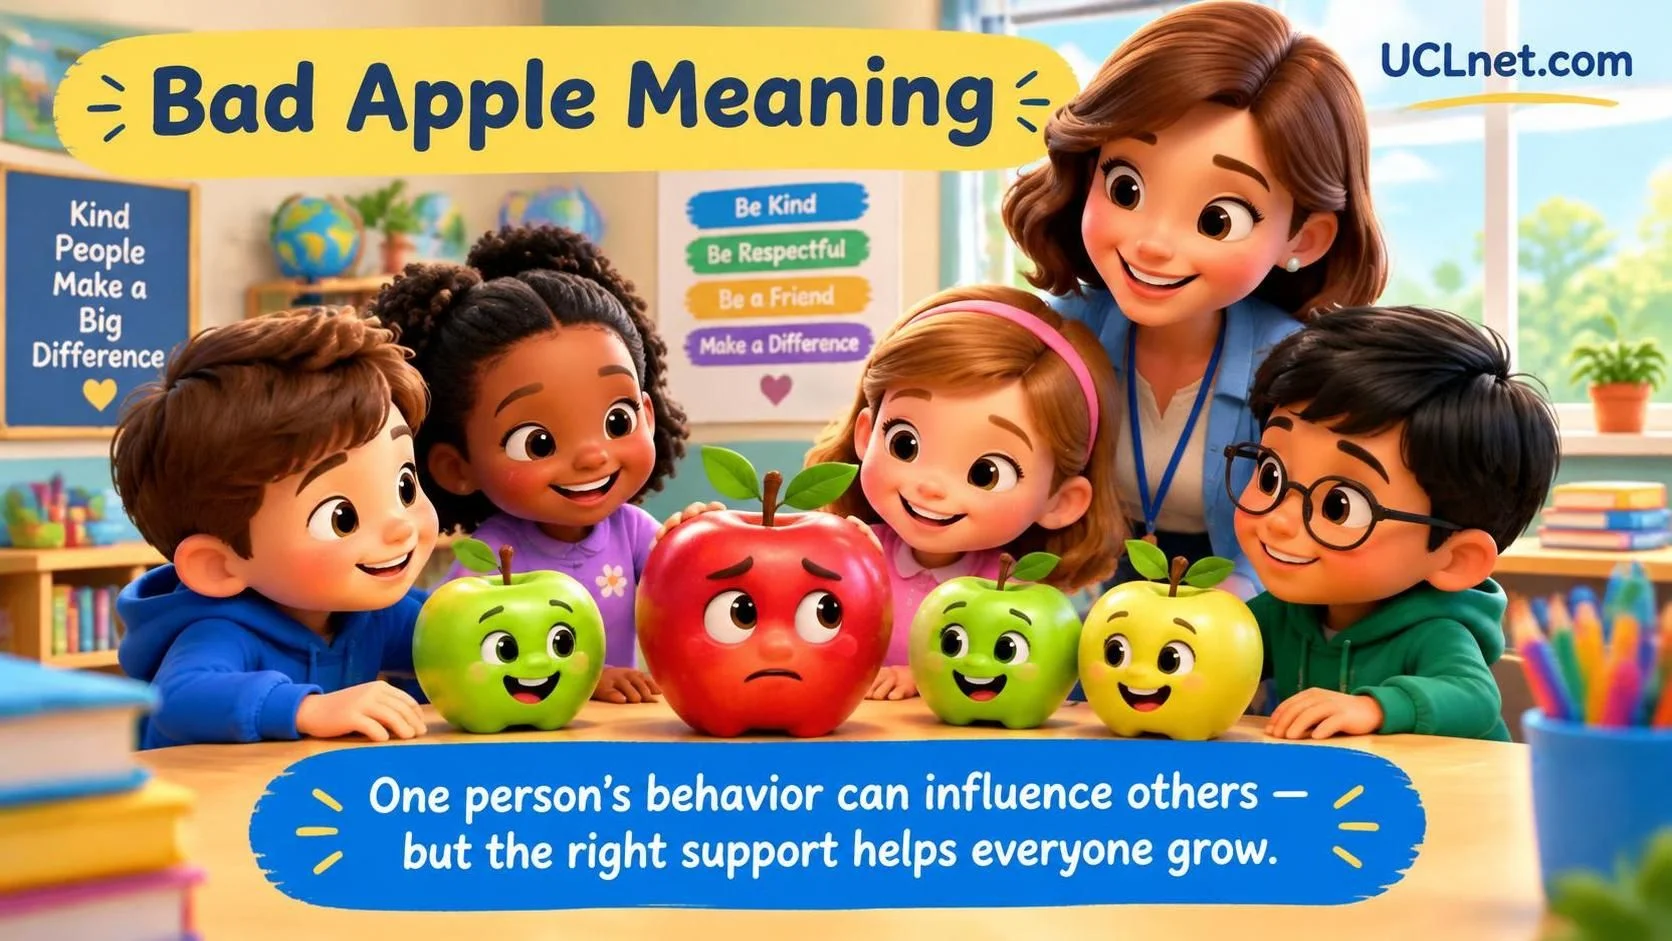 Bad Apple Meaning
UCLnet.com
Kind
People
Make a
Big
Difference
Be Kind
Be Respectful
Be a Friend
Make a Difference
One person's behavior can influence others —
but the right support helps everyone grow.